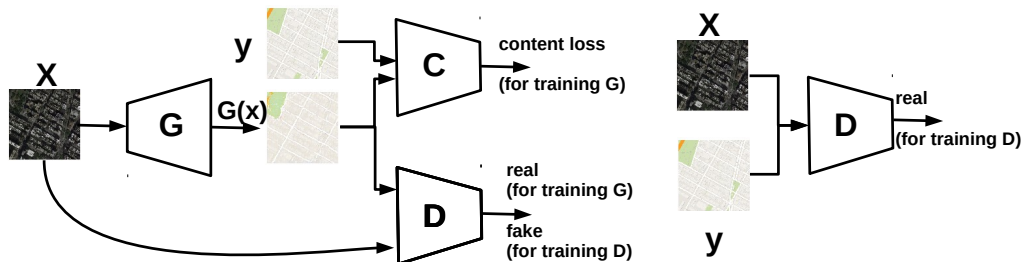 X
G
G(x)
y
C
content loss
(for training G)
D
real
(for training G)
fake
(for training D)
X
y
D
real
(for training D)